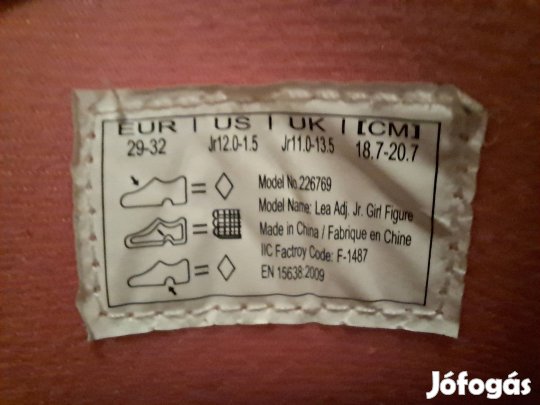 EUR | US | UK | [CM]
29-32 Jr12.0-1.5 Jr11.0-13.5 18.7-20.7
Model No.226769
Model Name: Lea Adj. Jr. Girl Figure
Made in China / Fabrique en Chine
IIC Factroy Code: F-1487
EN 15638:2009
Jófogás